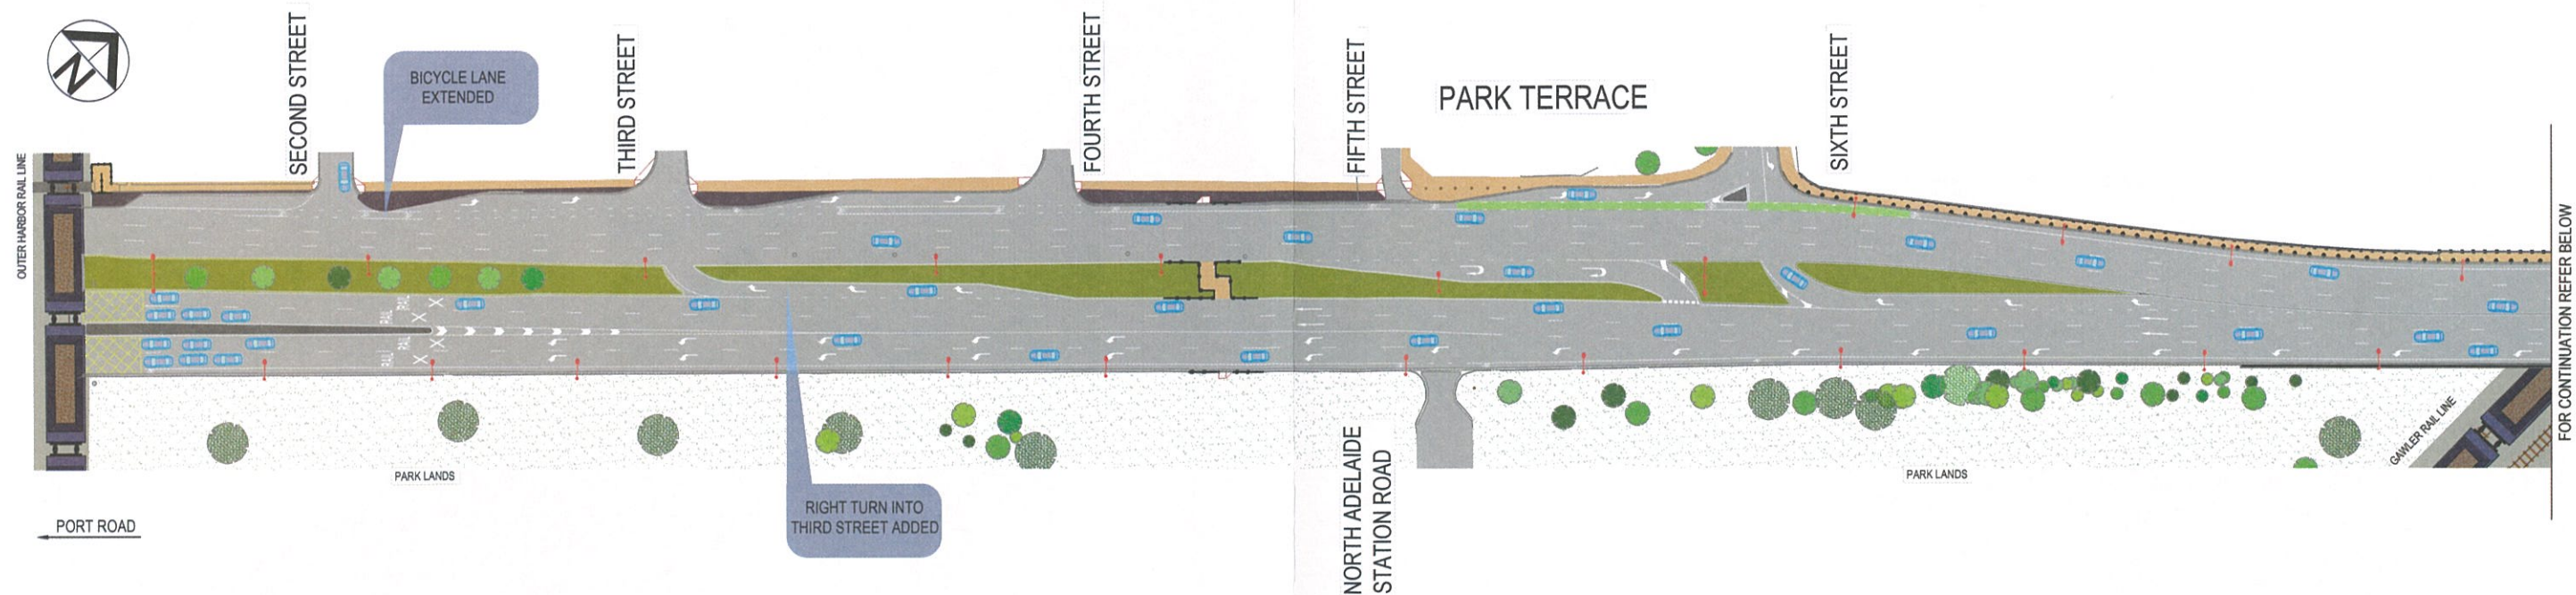 N
SECOND STREET
BICYCLE LANE
EXTENDED
THIRD STREET
FOURTH STREET
FIFTH STREET
PARK TERRACE
SIXTH STREET
OUTER HARBOR RAIL LINE
RAIL
RAIL
RAIL
RAIL
PARK LANDS
PORT ROAD
RIGHT TURN INTO
THIRD STREET ADDED
NORTH ADELAIDE
STATION ROAD
PARK LANDS
GAWLER RAIL LINE
FOR CONTINUATION REFER BELOW